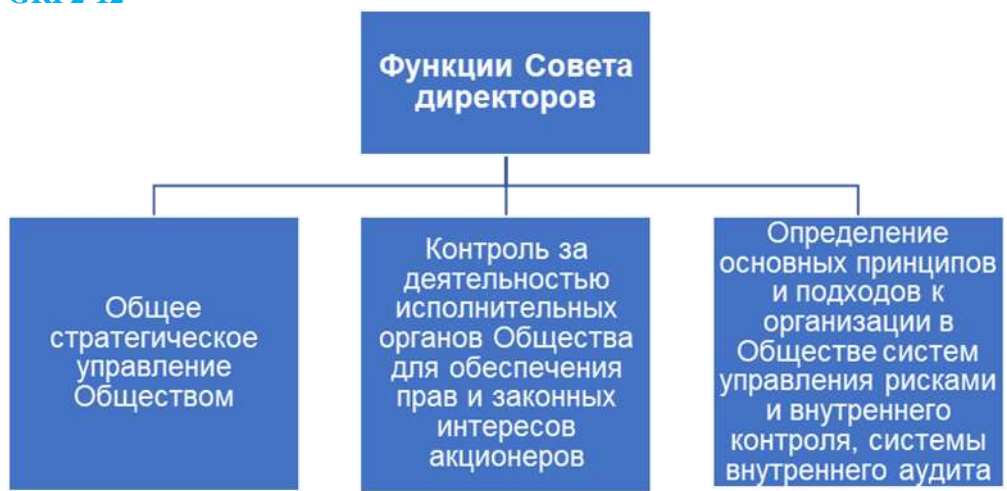 Функции Совета
директоров
Общее
стратегическое
управление
Обществом
Контроль за
деятельностью
исполнительных
органов Общества
для обеспечения
прав и законных
интересов
акционеров
Определение
основных принципов
и подходов к
организации в
Обществе систем
управления рисками
и внутреннего
контроля, системы
внутреннего аудита